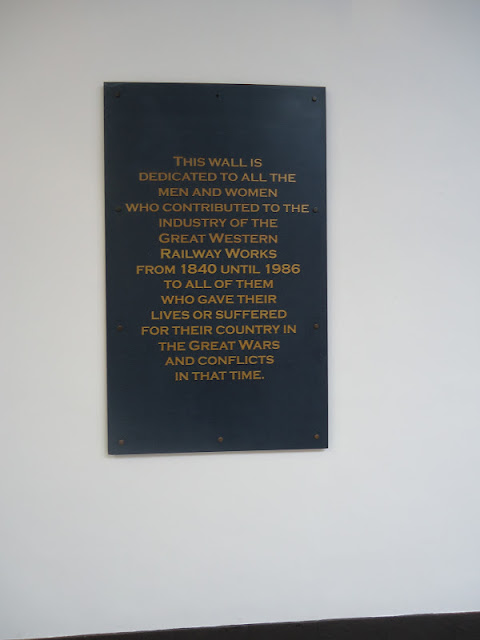 This wall is
dedicated to all the
men and women
who contributed to the
industry of the
Great Western
Railway Works
from 1840 until 1986
to all of them
who gave their
lives or suffered
for their country in
the Great Wars
and conflicts
in that time.